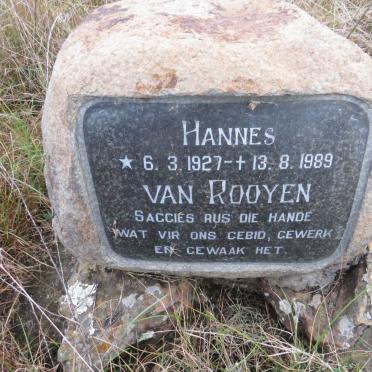 HANNES
★ 6. 3. 1927 - ✝ 13. 8. 1989
VAN ROOYEN
SAGGIES RUS DIE HANDE
WAT VIR ONS GEBID, GEWERK
EN GEWAAK HET.